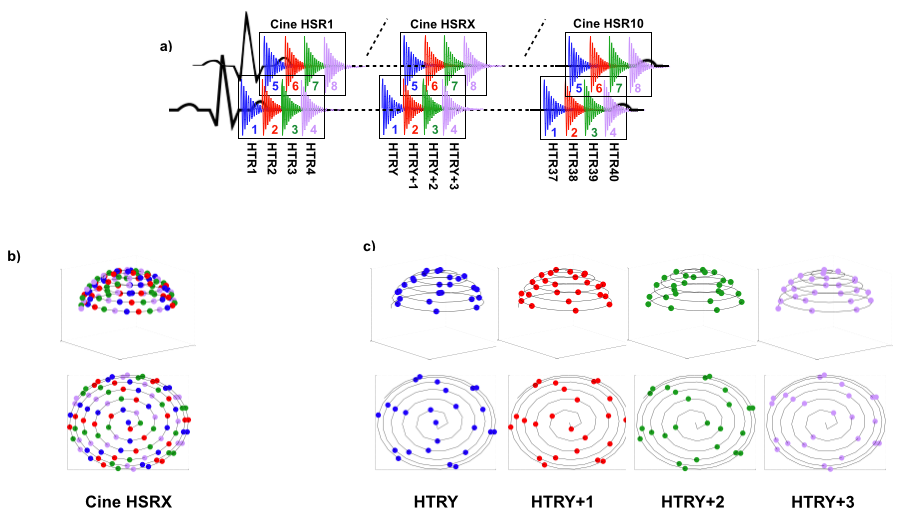 Cine HSR1 Cine HSRX Cine HSR10
a)
5 6 7 8 5 6 7 8 5 6 7 8
1 2 3 4 1 2 3 4 1 2 3 4
HTR1 HTR2 HTR3 HTR4 HTRY HTRY+1 HTRY+2 HTRY+3 HTR37 HTR38 HTR39 HTR40
b) c)
Cine HSRX HTRY HTRY+1 HTRY+2 HTRY+3